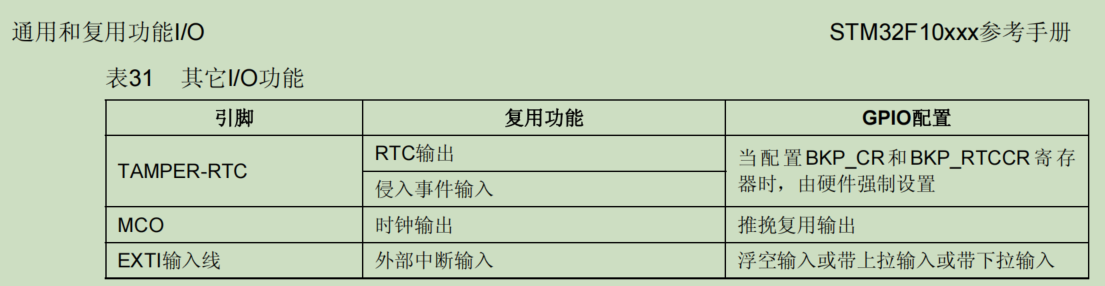 通用和复用功能I/O STM32F10xxx参考手册
表31 其它I/O功能
引脚 复用功能 GPIO配置
TAMPER-RTC
RTC输出
侵入事件输入
当配置BKP_CR和BKP_RTCCR寄存
器时，由硬件强制设置
MCO 时钟输出 推挽复用输出
EXTI输入线 外部中断输入 浮空输入或带上拉输入或带下拉输入